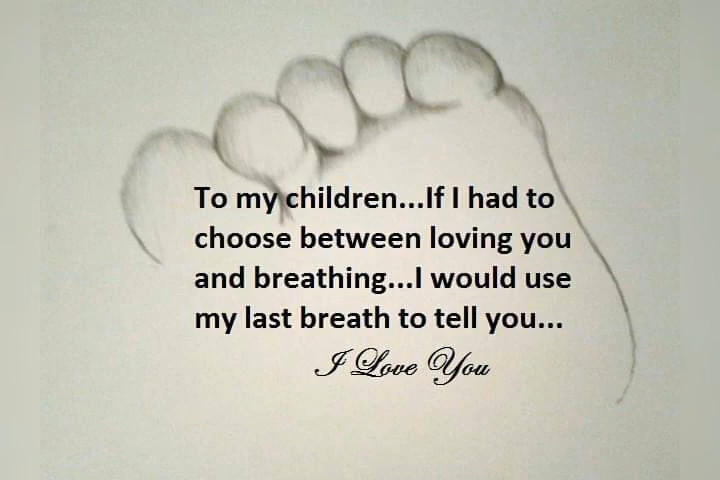 To my children...If I had to
choose between loving you
and breathing...I would use
my last breath to tell you...
I Love You